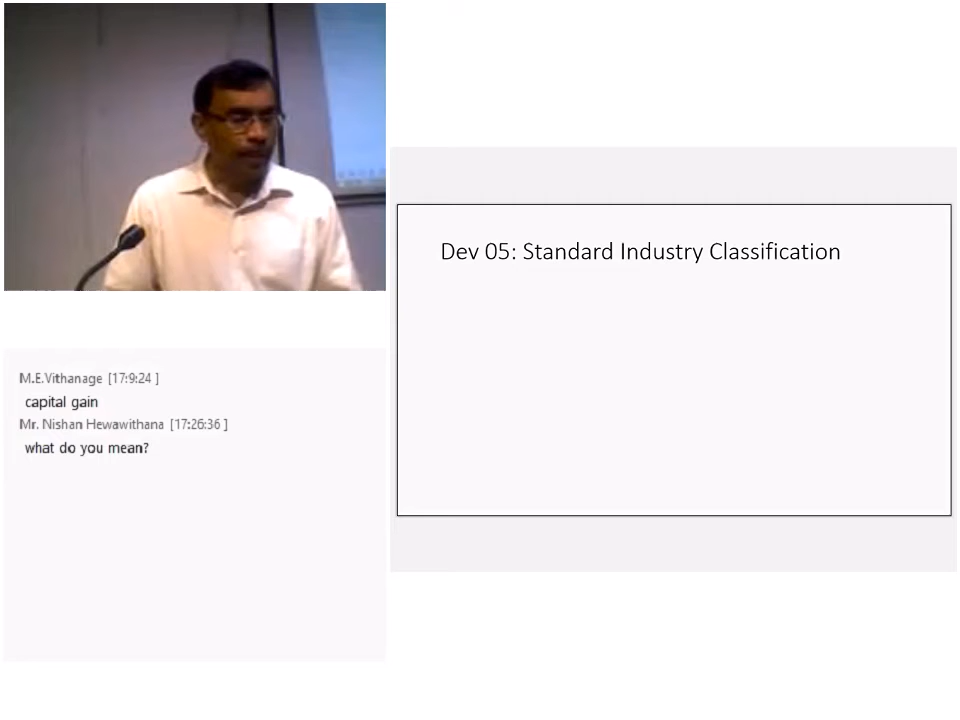 Dev 05: Standard Industry Classification
M.E.Vithanage [17:9:24 ]
capital gain
Mr. Nishan Hewawithana [17:26:36 ]
what do you mean?